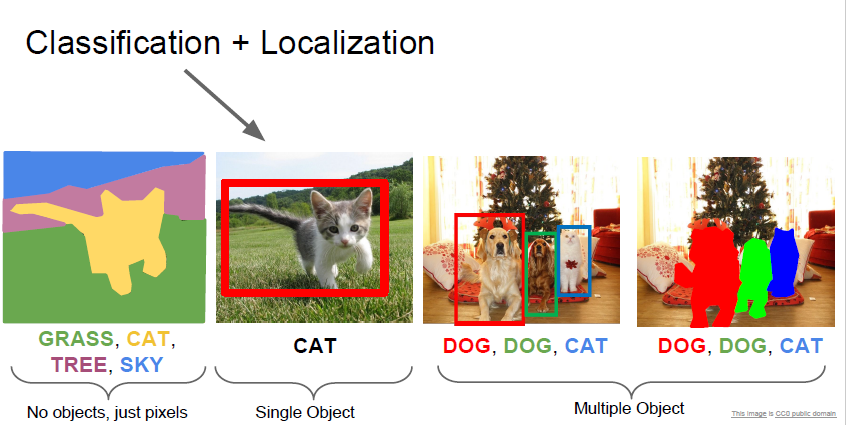 Classification + Localization
GRASS, CAT,
TREE, SKY
CAT
DOG, DOG, CAT
DOG, DOG, CAT
No objects, just pixels
Single Object
Multiple Object
This image is CC0 public domain